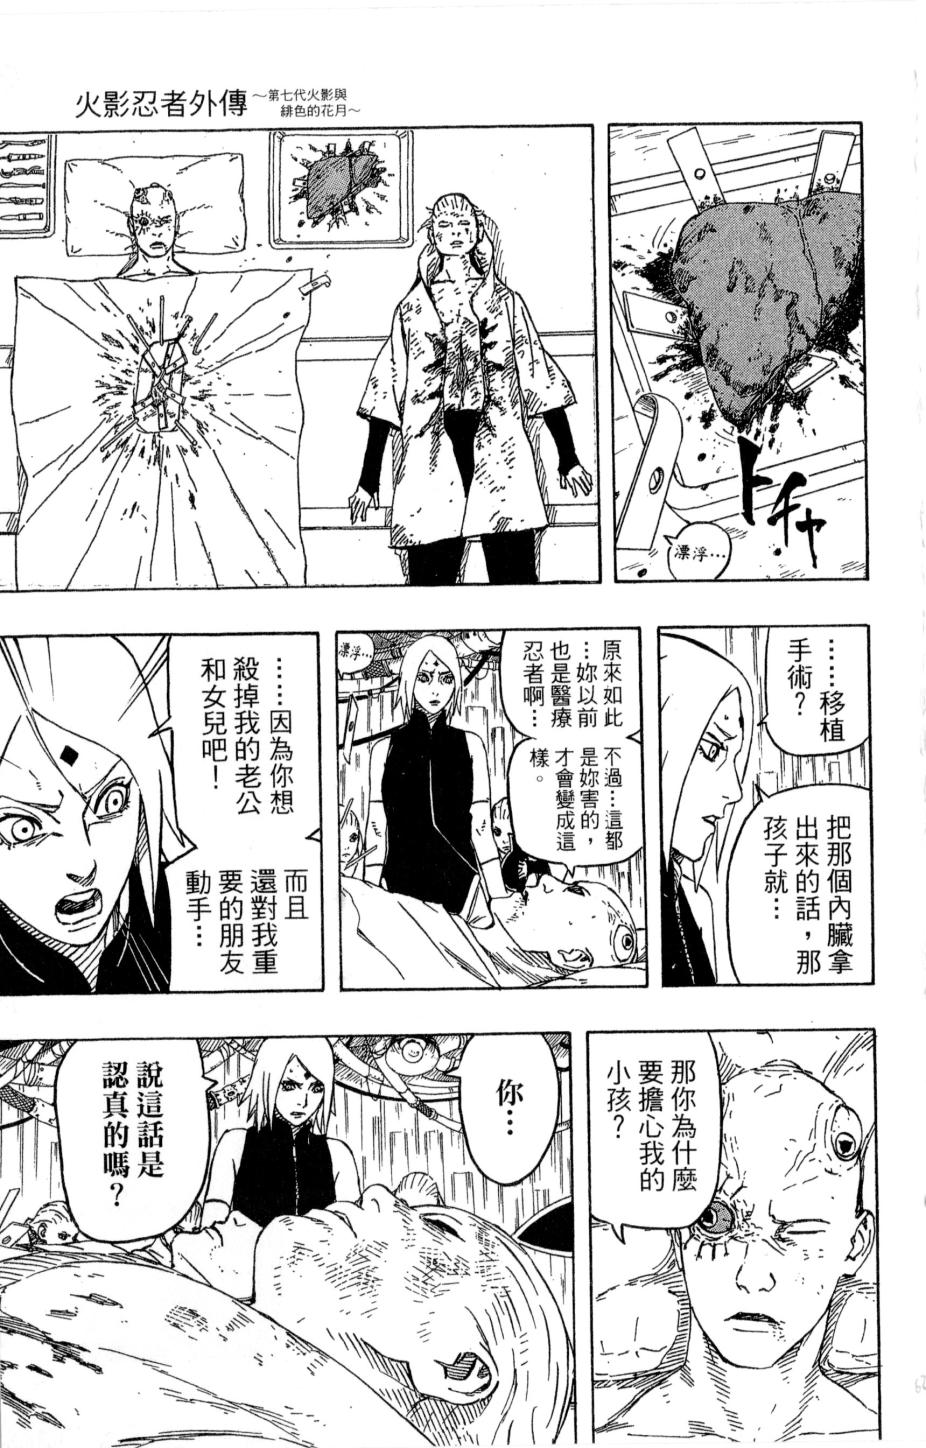 火影忍者外傳
～第七代火影與
緋色的花月～
ドチャ
漂浮…
……移植
手術？
把那個內臟拿
出來的話，那
孩子就…
原來如此
…妳以前
也是醫療
忍者啊…
不過…這都
是妳害的，
才會變成這
樣。
漂浮…
……因為你想
殺掉我的老公
和女兒吧！
而且
還對我重
要的朋友
動手…
那你為什麼
要擔心我的
小孩？
你…
說這話是
認真的嗎？